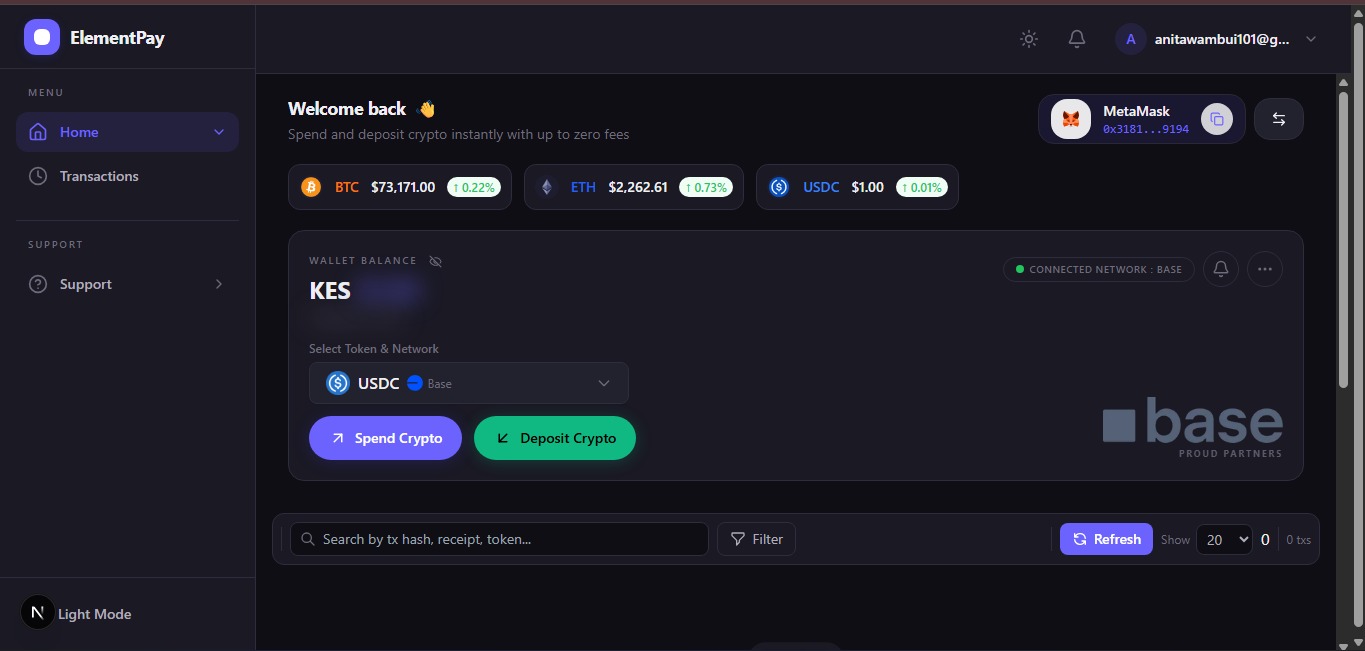 ElementPay
anitawambui101@g...
A
MENU
Home
Transactions
SUPPORT
Support
N
Light Mode
Welcome back 👋
Spend and deposit crypto instantly with up to zero fees
MetaMask
0x3181...9194
BTC $73,171.00 ↑ 0.22%
ETH $2,262.61 ↑ 0.73%
USDC $1.00 ↑ 0.01%
WALLET BALANCE
CONNECTED NETWORK : BASE
KES
Select Token & Network
USDC Base
Spend Crypto
Deposit Crypto
base
PROUD PARTNERS
Search by tx hash, receipt, token...
Filter
Refresh
Show 20 0 0 txs